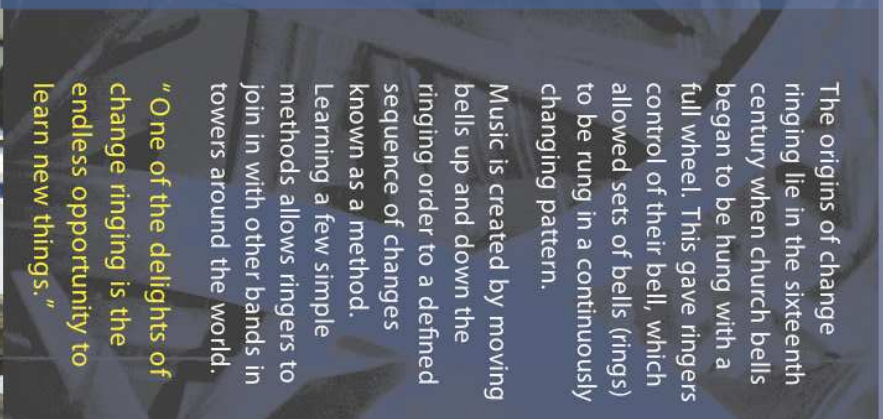 The origins of change
ringing lie in the sixteenth
century when church bells
began to be hung with a
full wheel. This gave ringers
control of their bell, which
allowed sets of bells (rings)
to be rung in a continuously
changing pattern.
Music is created by moving
bells up and down the
ringing order to a defined
sequence of changes
known as a method.
Learning a few simple
methods allows ringers to
join in with other bands in
towers around the world.
"One of the delights of
change ringing is the
endless opportunity to
learn new things."